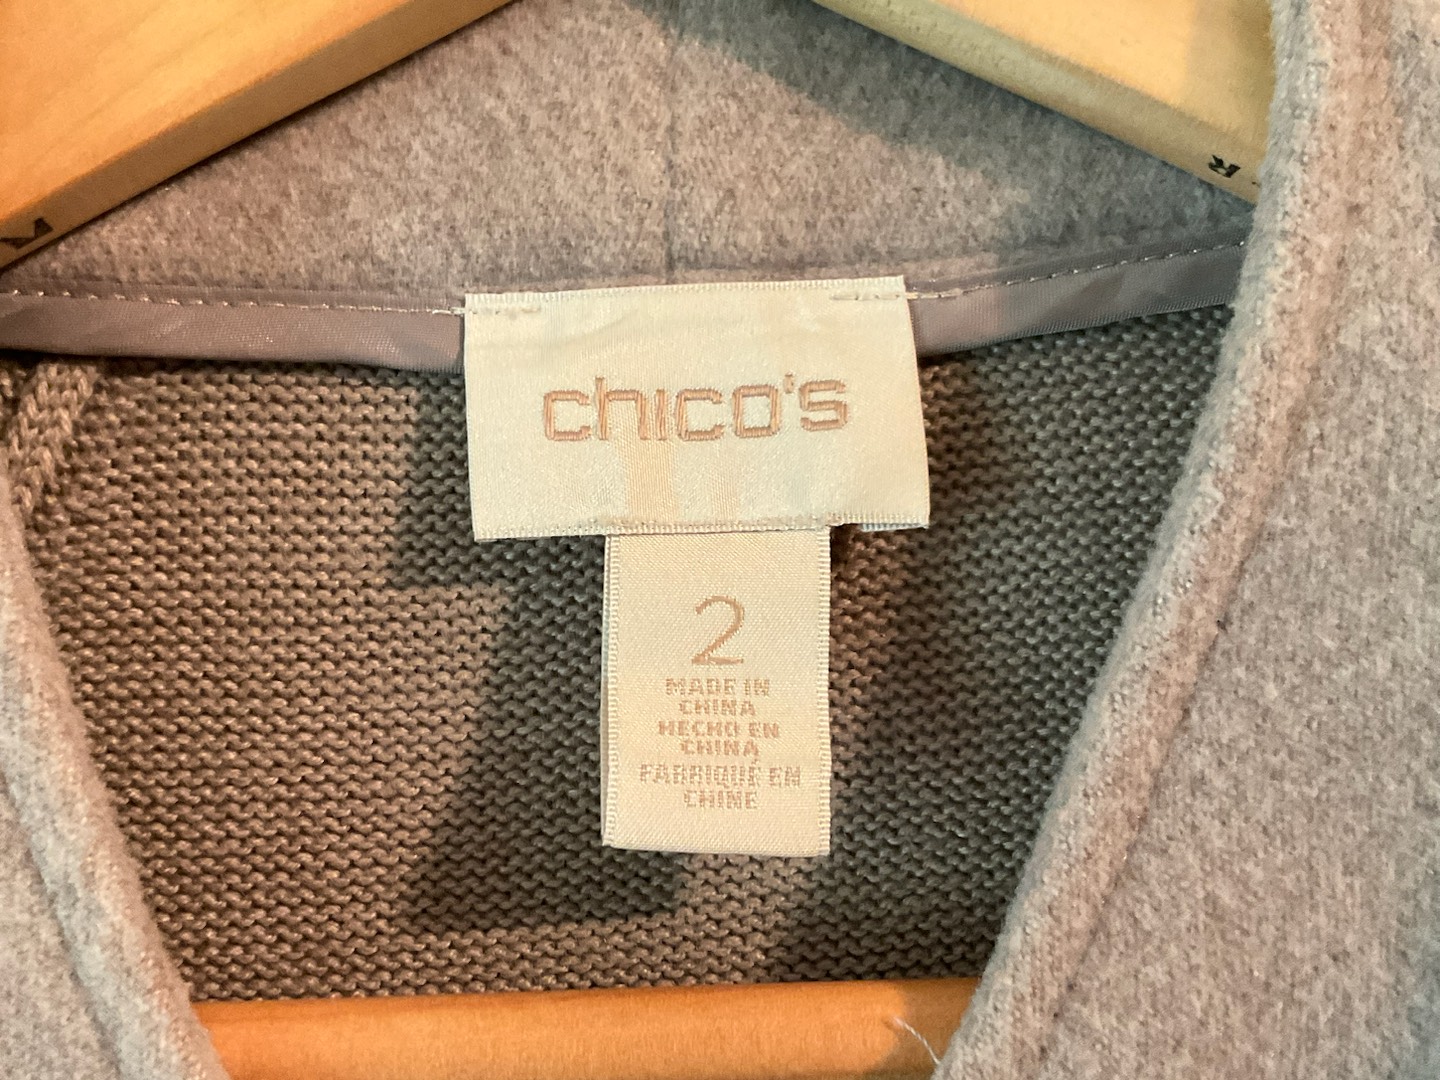 chico's
2
MADE IN
CHINA
HECHO EN
CHINA
FABRIQUÉ EN
CHINE
R